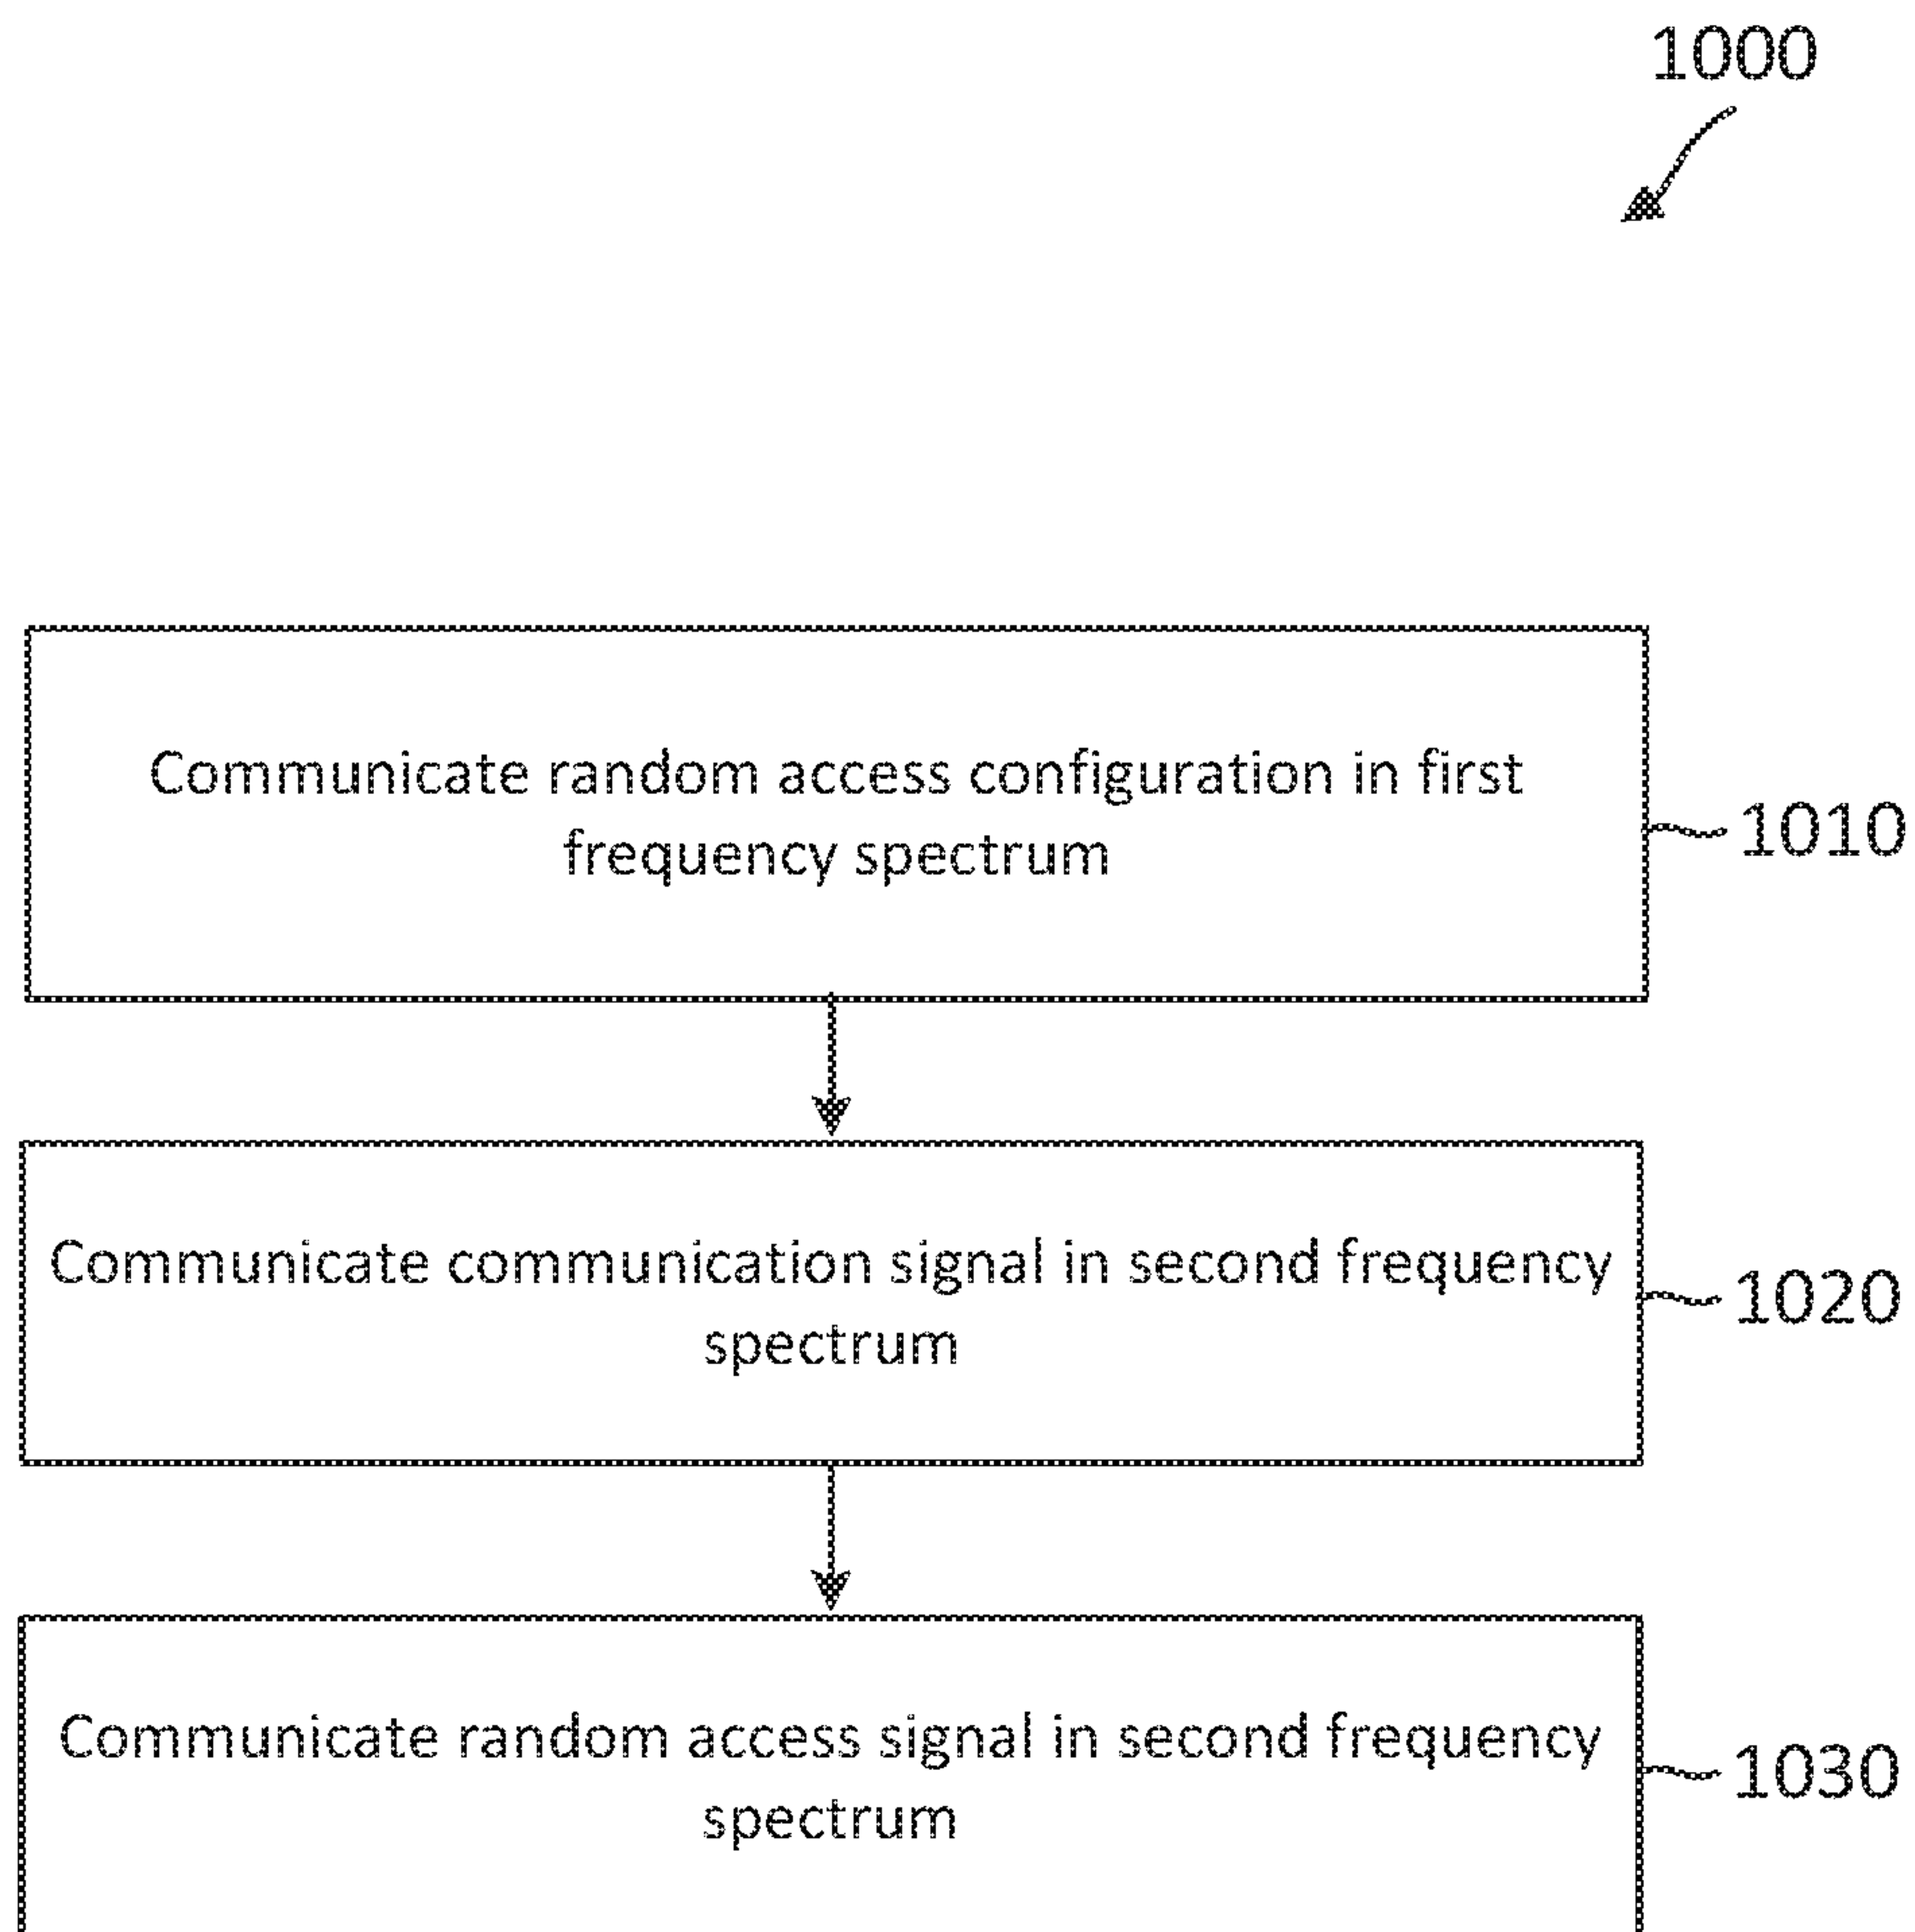 1000
Communicate random access configuration in first
frequency spectrum
1010
Communicate communication signal in second frequency
spectrum
1020
Communicate random access signal in second frequency
spectrum
1030